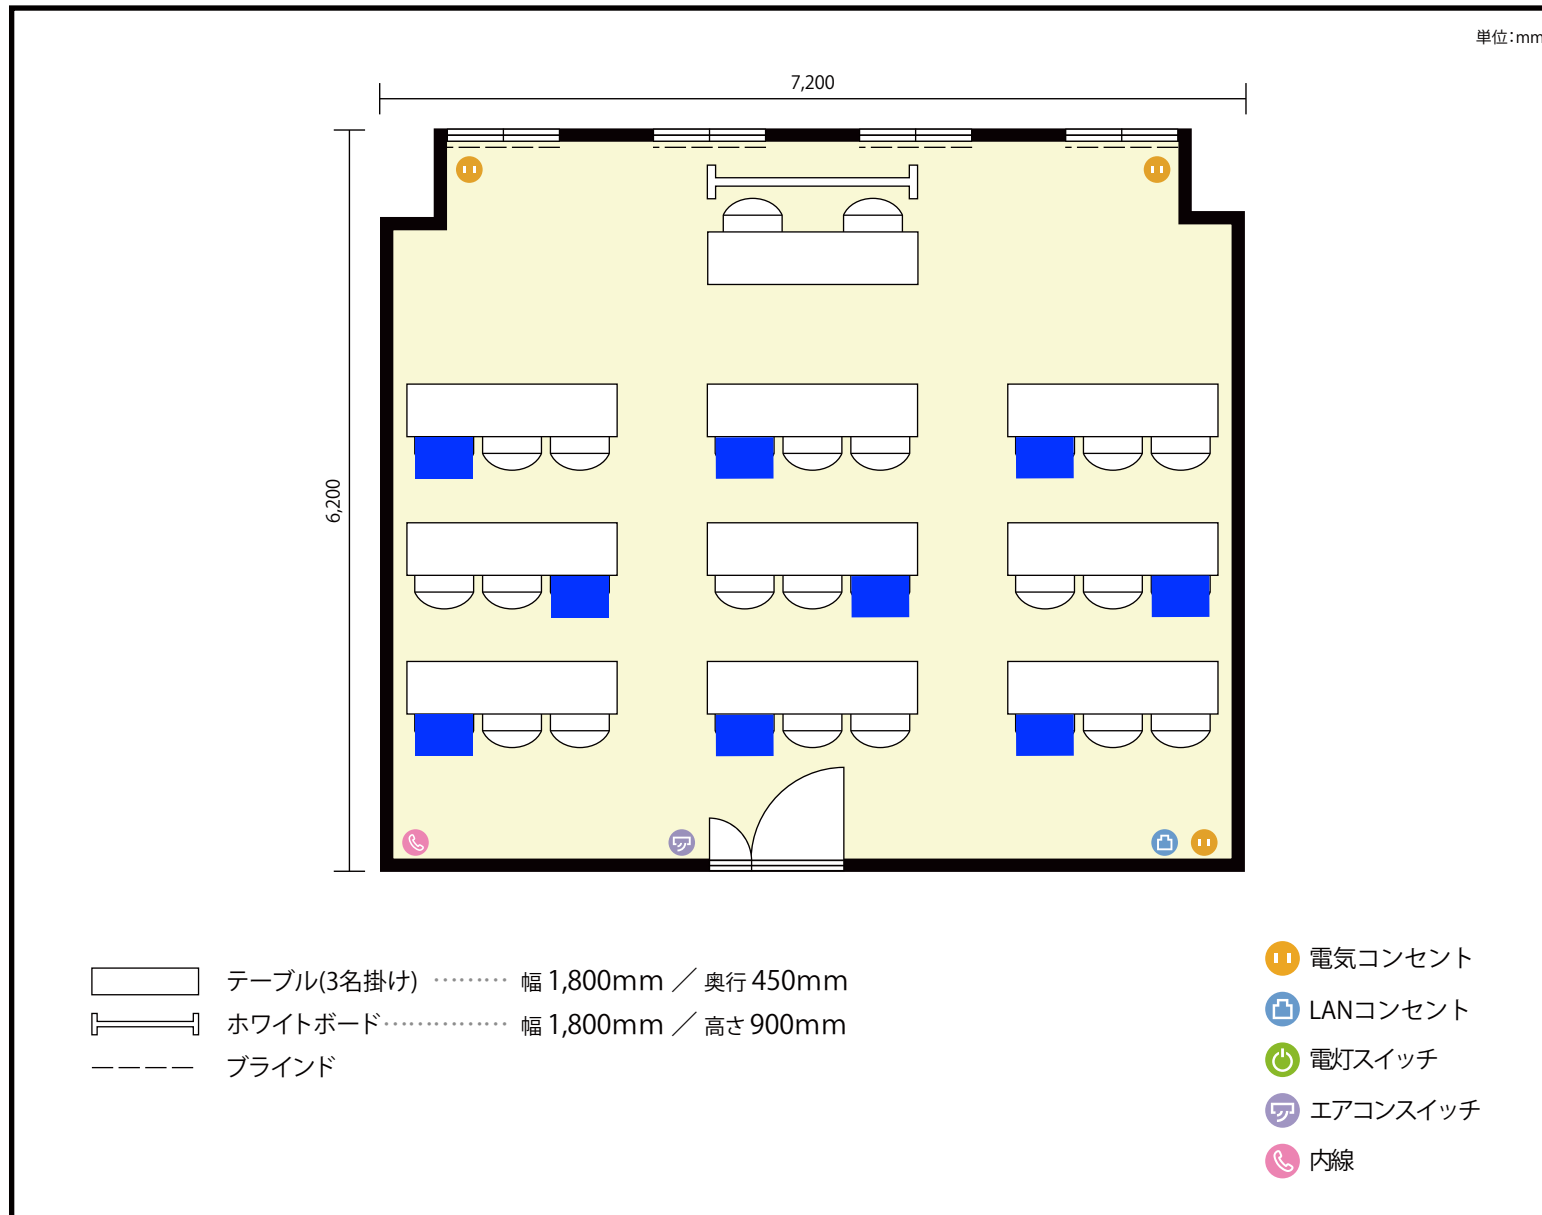 単位：mm
7,200
6,200
テーブル(3名掛け) ········· 幅 1,800mm ／ 奥行 450mm
ホワイトボード ·············· 幅 1,800mm ／ 高さ 900mm
ブラインド
電気コンセント
LANコンセント
電灯スイッチ
エアコンスイッチ
内線